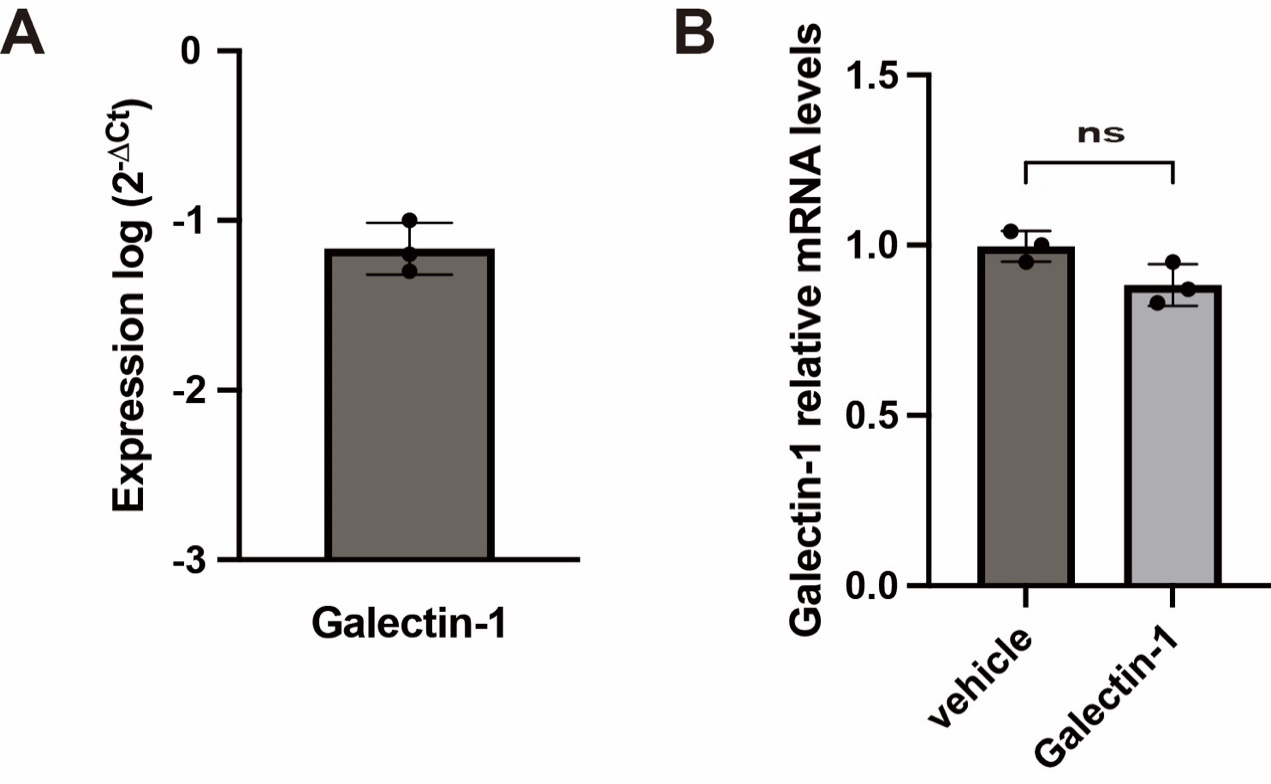 A
Expression log (2-ΔCt)
0
-1
-2
-3
Galectin-1
B
Galectin-1 relative mRNA levels
1.5
1.0
0.5
0.0
ns
vehicle
Galectin-1